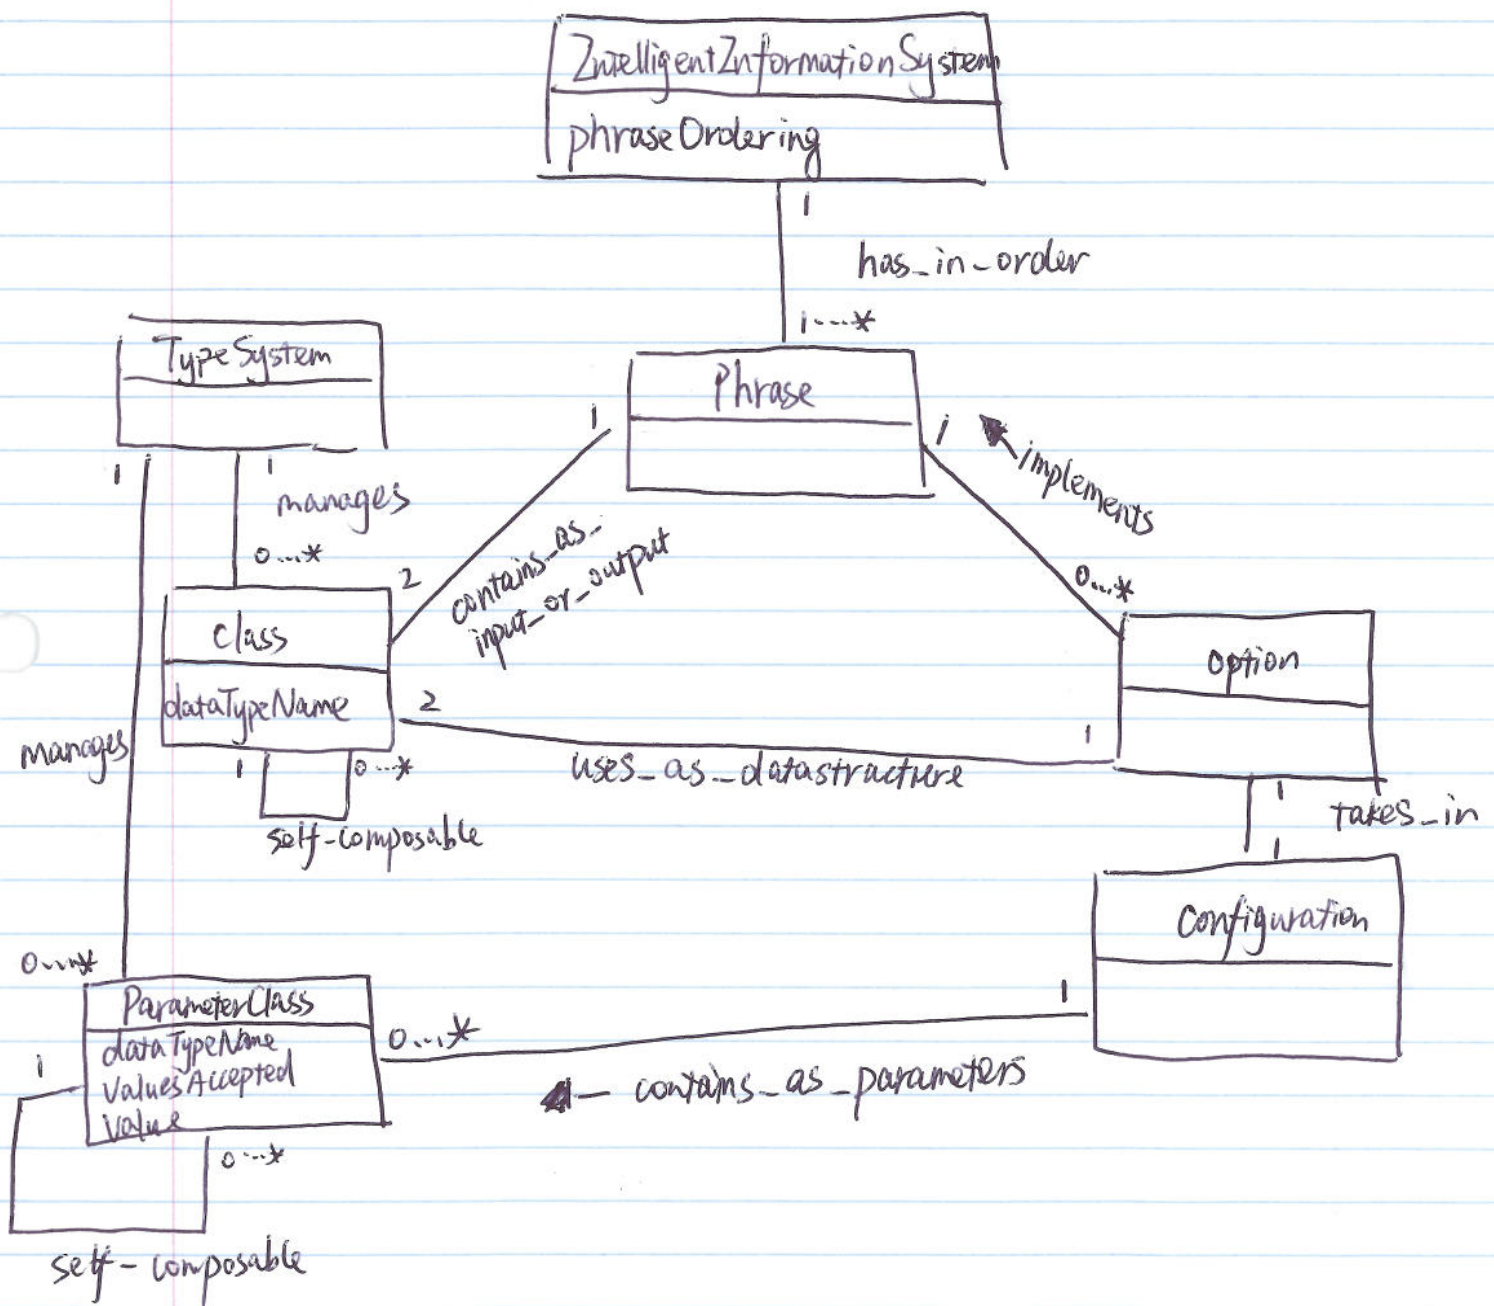 IntelligentInformationSystem
phraseOrdering
1
has_in_order
1...*
TypeSystem
Phrase
1
1
implements
1
1
manages
0...*
2
contains_as_
input_or_output
0...*
Class
option
dataTypeName
2
1
manages
1
0...*
uses_as_datastructure
1
takes_in
self-composable
1
Configuration
0...*
ParameterClass
1
dataTypeName
0...*
valuesAccepted
1
contains_as_parameters
value
0...*
self-composable